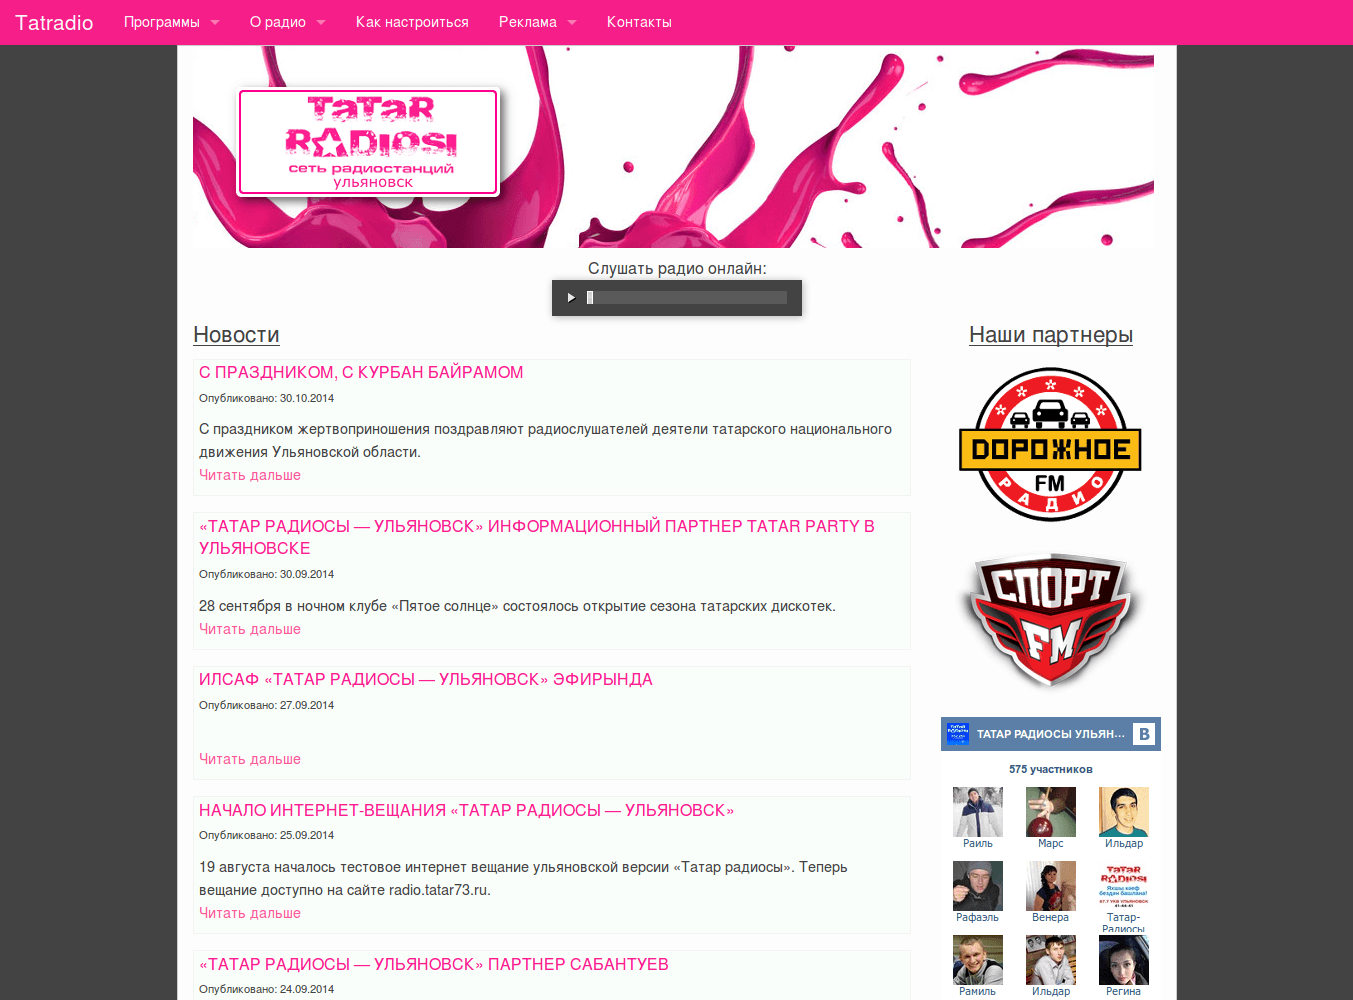 Tatradio Программы О радио Как настроиться Реклама Контакты
TaTaR
RADIOSI
сеть радиостанций
ульяновск
Слушать радио онлайн:
Новости
С ПРАЗДНИКОМ, С КУРБАН БАЙРАМОМ
Опубликовано: 30.10.2014
С праздником жертвоприношения поздравляют радиослушателей деятели татарского национального
движения Ульяновской области.
Читать дальше
«ТАТАР РАДИОСЫ — УЛЬЯНОВСК» ИНФОРМАЦИОННЫЙ ПАРТНЕР TATAR PARTY В
УЛЬЯНОВСКЕ
Опубликовано: 30.09.2014
28 сентября в ночном клубе «Пятое солнце» состоялось открытие сезона татарских дискотек.
Читать дальше
ИЛСАФ «ТАТАР РАДИОСЫ — УЛЬЯНОВСК» ЭФИРЫНДА
Опубликовано: 27.09.2014
Читать дальше
НАЧАЛО ИНТЕРНЕТ-ВЕЩАНИЯ «ТАТАР РАДИОСЫ — УЛЬЯНОВСК»
Опубликовано: 25.09.2014
19 августа началось тестовое интернет вещание ульяновской версии «Татар радиосы». Теперь
вещание доступно на сайте radio.tatar73.ru.
Читать дальше
«ТАТАР РАДИОСЫ — УЛЬЯНОВСК» ПАРТНЕР САБАНТУЕВ
Опубликовано: 24.09.2014
Наши партнеры
ДОРОЖНОЕ
FM
РАДИО
СПОРТ
FM
ТАТАР РАДИОСЫ УЛЬЯН... B
575 участников
Раиль Марс Ильдар
TaTaR
RADIOSI
Яхшы кәеф
бездән башлана!
Рафаэль Венера Татар-
Радиосы
Рамиль Ильдар Регина